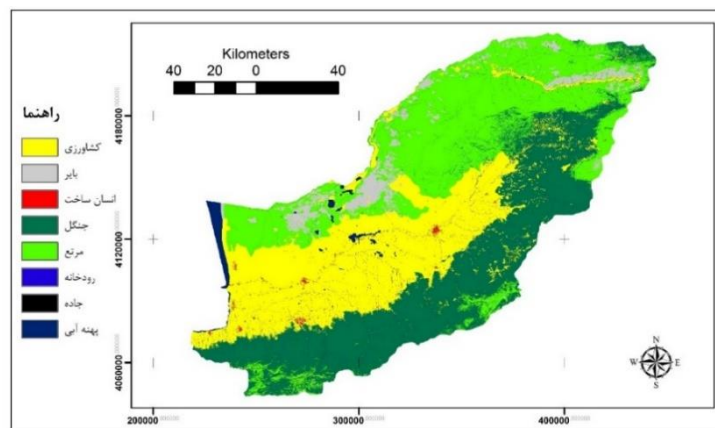 Kilometers
40 20 0 40
راهنما
کشاورزی
بایر
انسان ساخت
جنگل
مرتع
رودخانه
جاده
پهنه آبی
4180000
4120000
4060000
200000 300000 400000
N
W E
S